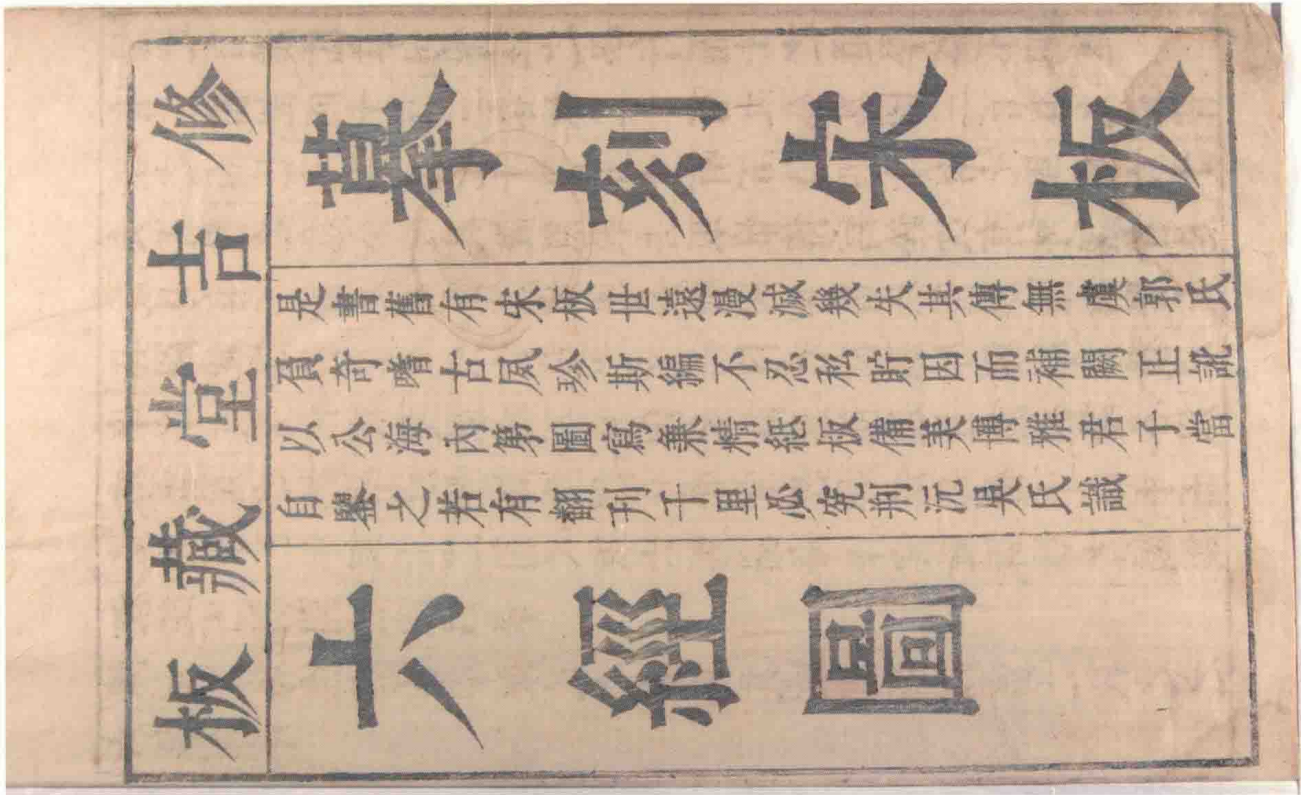 修吉堂藏板
摹刻宋板
是書舊有宋板世遠漫滅幾失其傳無虞郭氏
負奇嗜古夙珍斯編不忍私貯因而補闕正訛
以公海內第圖寫兼精紙板備美博雅君子當
自鑒之若有翻刊千里必究荆沅吳氏識
六經圖